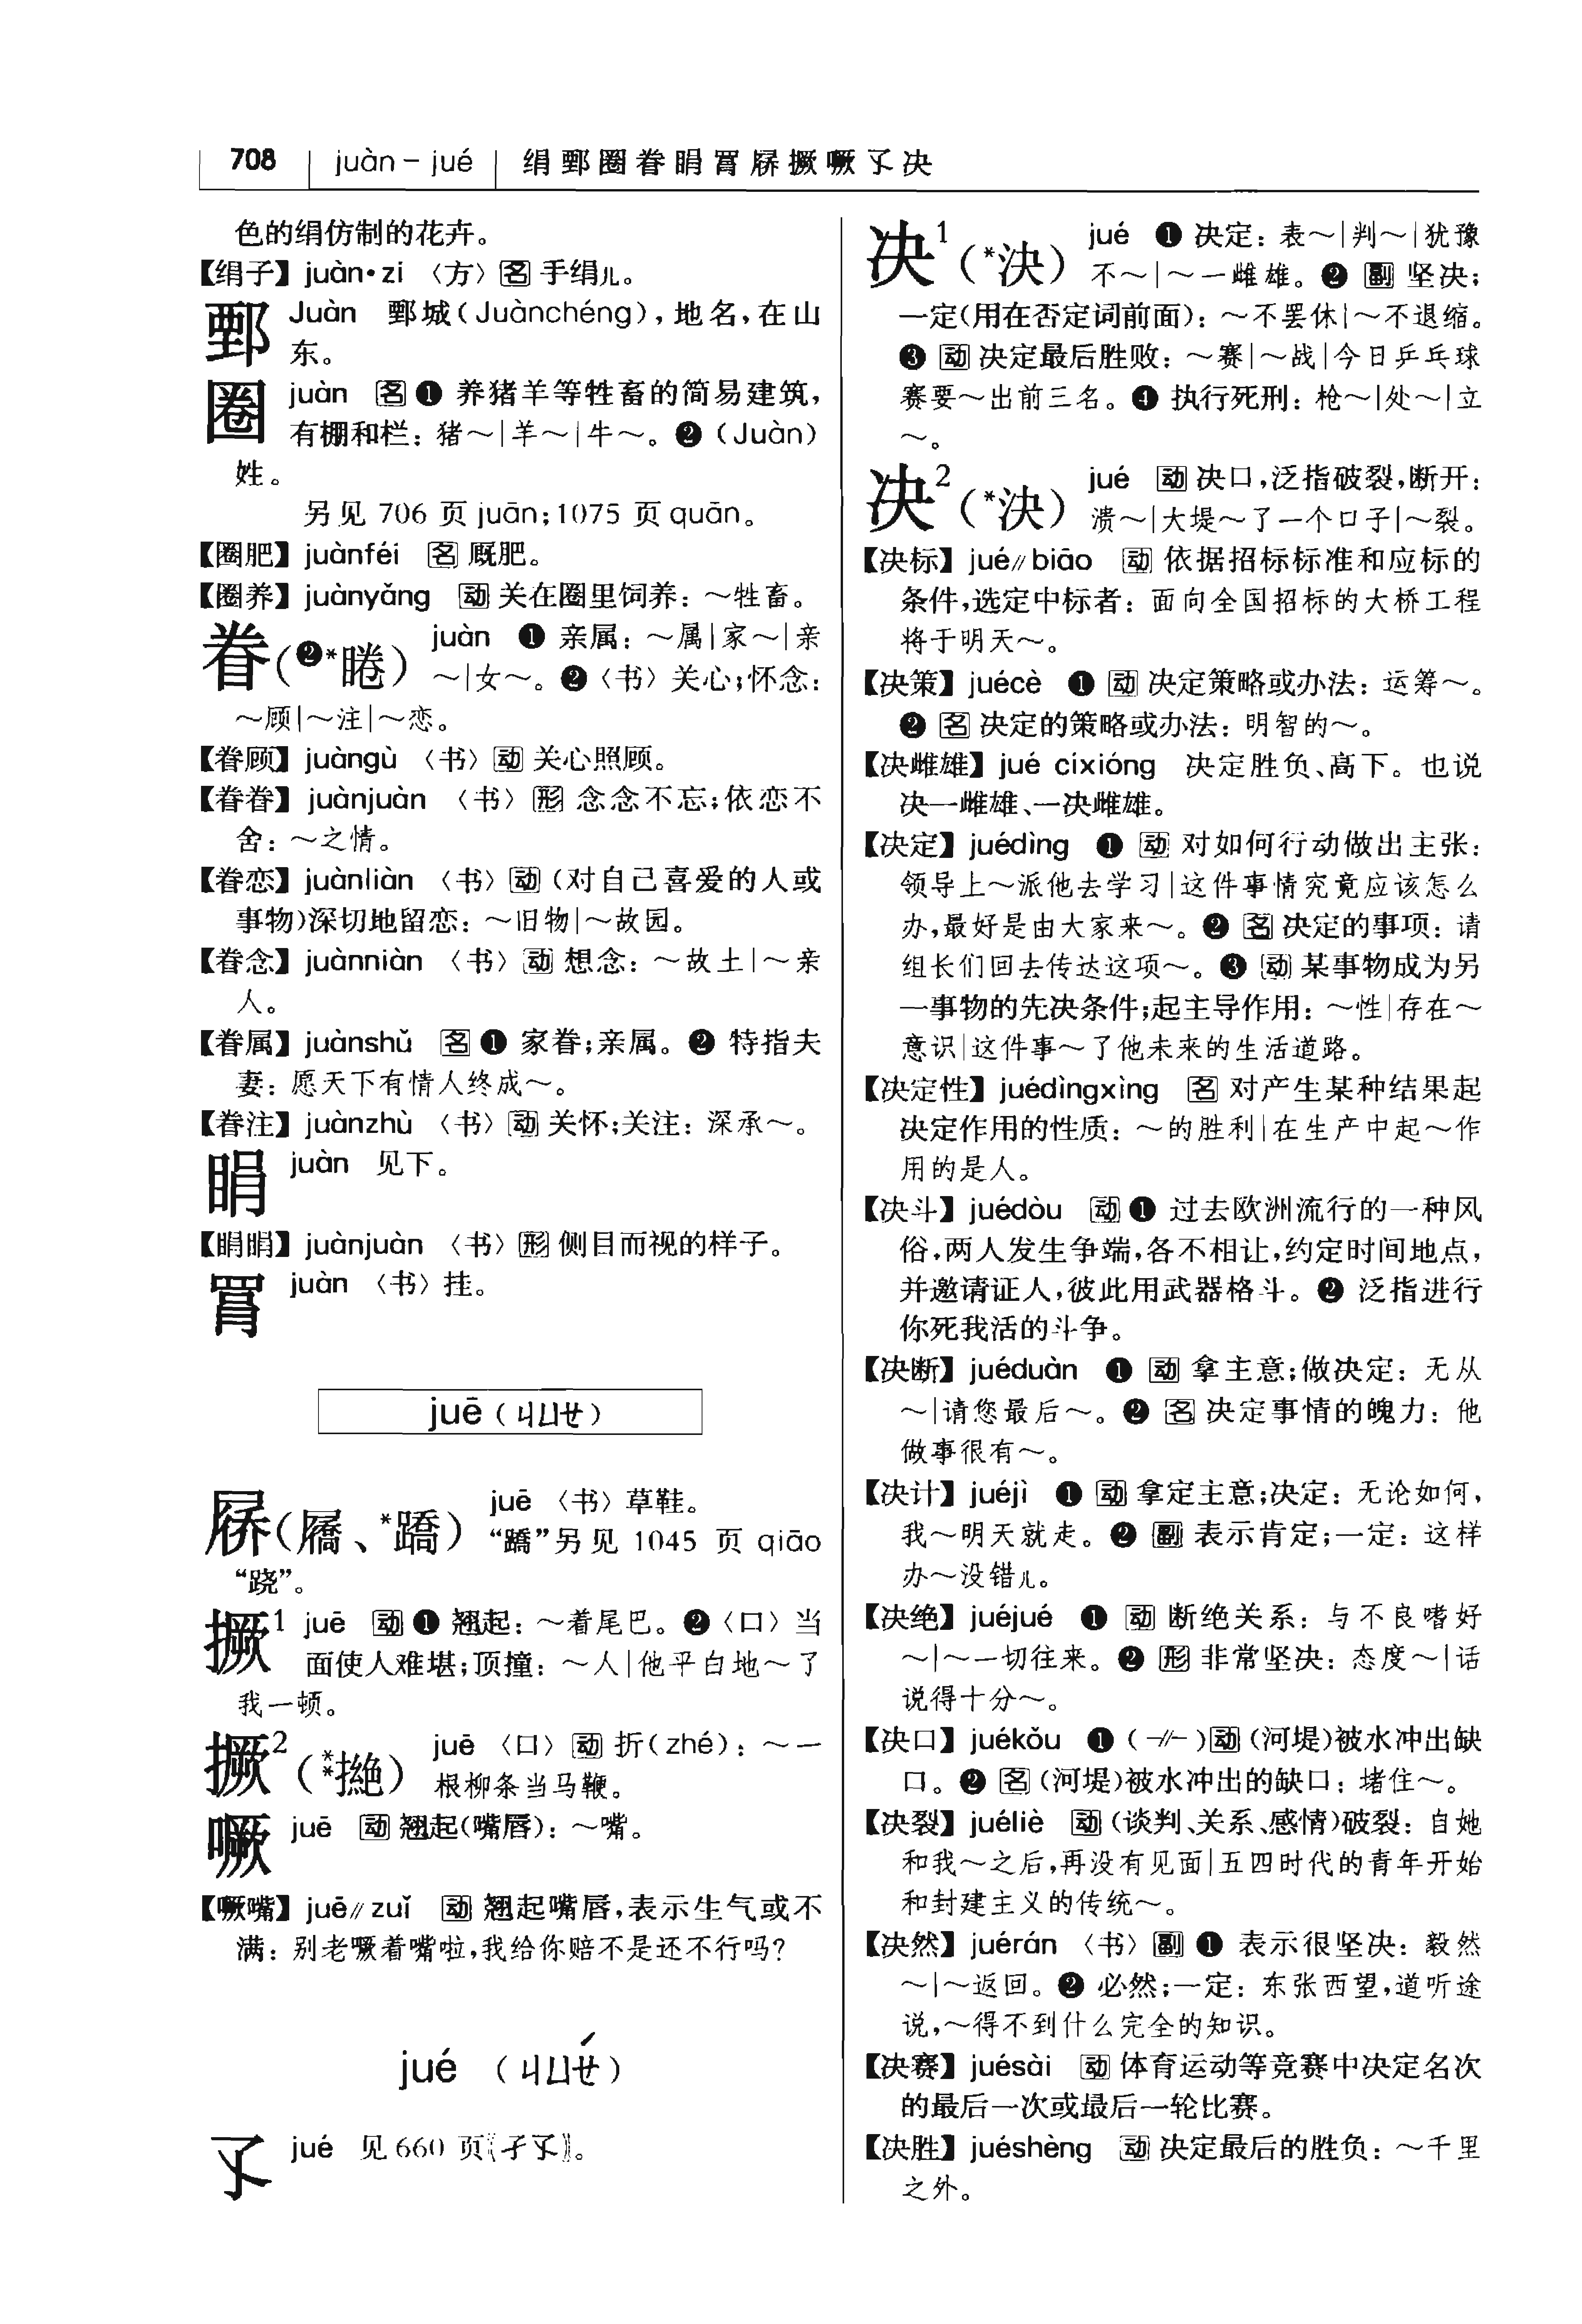 708 juàn – jué 绢鄄圈眷睊罥屩撅噘孓决
色的绢仿制的花卉。
【绢子】juàn•zi 〈方〉名 手绢儿。
鄄 Juàn 鄄城（Juànchéng），地名，在山
东。
圈 juàn 名 ❶ 养猪羊等牲畜的简易建筑，
有棚和栏：猪～|羊～|牛～。❷（Juàn）
姓。
另见 706 页 juān；1075 页 quān。
【圈肥】juànféi 名 厩肥。
【圈养】juànyǎng 动 关在圈里饲养：～牲畜。
眷（❷*睠） juàn ❶ 亲属：～属|家～|亲
～|女～。❷〈书〉关心；怀念：
～顾|～注|～恋。
【眷顾】juàngù 〈书〉动 关心照顾。
【眷眷】juànjuàn 〈书〉形 念念不忘；依恋不
舍：～之情。
【眷恋】juànliàn 〈书〉动（对自己喜爱的人或
事物）深切地留恋：～旧物|～故园。
【眷念】juànniàn 〈书〉动 想念：～故土|～亲
人。
【眷属】juànshǔ 名 ❶ 家眷；亲属。❷ 特指夫
妻：愿天下有情人终成～。
【眷注】juànzhù 〈书〉动 关怀；关注：深承～。
睊 juàn 见下。
【睊睊】juànjuàn 〈书〉形 侧目而视的样子。
罥 juàn 〈书〉挂。
juē（ㄐㄩㄝ）
𪨗（屩、*蹻） juē 〈书〉草鞋。
“蹻”另见 1045 页 qiāo
“跷”。
撅1 juē 动 ❶ 翘起：～着尾巴。❷〈口〉当
面使人难堪；顶撞：～人|他平白地～了
我一顿。
撅2（**撧） juē 〈口〉动 折（zhé）：～一
根柳条当马鞭。
噘 juē 动 翘起（嘴唇）：～嘴。
【噘嘴】juē∥zuǐ 动 翘起嘴唇，表示生气或不
满：别老噘着嘴啦，我给你赔不是还不行吗？
jué （ㄐㄩㄝˊ）
孓 jué 见 660 页〖孑孓〗。
决1（*決） jué ❶ 决定：表～|判～|犹豫
不～|～一雌雄。❷ 副 坚决；
一定（用在否定词前面）：～不罢休|～不退缩。
❸ 动 决定最后胜败：～赛|～战|今日乒乓球
赛要～出前三名。❹ 执行死刑：枪～|处～|立
～。
决2（*決） jué 动 决口，泛指破裂，断开：
溃～|大堤～了一个口子|～裂。
【决标】jué∥biāo 动 依据招标标准和应标的
条件，选定中标者：面向全国招标的大桥工程
将于明天～。
【决策】juécè ❶ 动 决定策略或办法：运筹～。
❷ 名 决定的策略或办法：明智的～。
【决雌雄】jué cíxióng 决定胜负、高下。也说
决一雌雄、一决雌雄。
【决定】juédìng ❶ 动 对如何行动做出主张：
领导上～派他去学习|这件事情究竟应该怎么
办，最好是由大家来～。❷ 名 决定的事项：请
组长们回去传达这项～。❸ 动 某事物成为另
一事物的先决条件；起主导作用：～性|存在～
意识|这件事～了他未来的生活道路。
【决定性】juédìngxìng 名 对产生某种结果起
决定作用的性质：～的胜利|在生产中起～作
用的是人。
【决斗】juédòu 动 ❶ 过去欧洲流行的一种风
俗，两人发生争端，各不相让，约定时间地点，
并邀请证人，彼此用武器格斗。❷ 泛指进行
你死我活的斗争。
【决断】juéduàn ❶ 动 拿主意；做决定：无从
～|请您最后～。❷ 名 决定事情的魄力：他
做事很有～。
【决计】juéjì ❶ 动 拿定主意；决定：无论如何，
我～明天就走。❷ 副 表示肯定；一定：这样
办～没错儿。
【决绝】juéjué ❶ 动 断绝关系：与不良嗜好
～|～一切往来。❷ 形 非常坚决：态度～|话
说得十分～。
【决口】juékǒu ❶（-∥-）动（河堤）被水冲出缺
口。❷ 名（河堤）被水冲出的缺口：堵住～。
【决裂】juéliè 动（谈判、关系、感情）破裂：自她
和我～之后，再没有见面|五四时代的青年开始
和封建主义的传统～。
【决然】juérán 〈书〉副 ❶ 表示很坚决：毅然
～|～返回。❷ 必然；一定：东张西望，道听途
说，～得不到什么完全的知识。
【决赛】juésài 动 体育运动等竞赛中决定名次
的最后一次或最后一轮比赛。
【决胜】juéshèng 动 决定最后的胜负：～千里
之外。